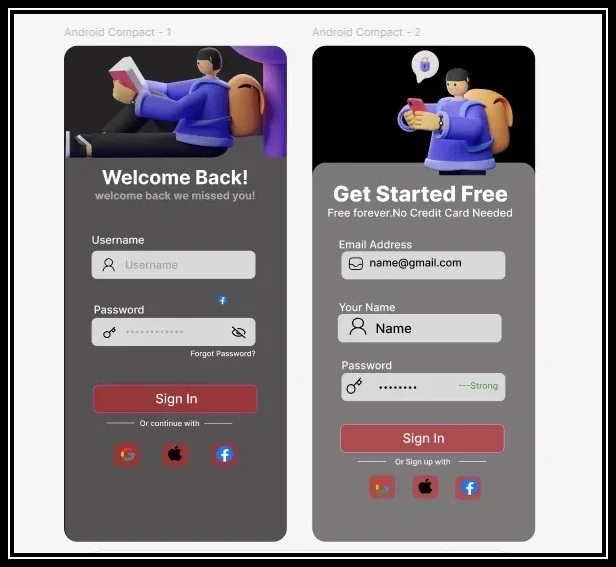 Android Compact - 1
Welcome Back!
welcome back we missed you!
Username
Username
Password
Forgot Password?
Sign In
Or continue with
Android Compact - 2
Get Started Free
Free forever.No Credit Card Needed
Email Address
name@gmail.com
Your Name
Name
Password
---Strong
Sign In
Or Sign up with